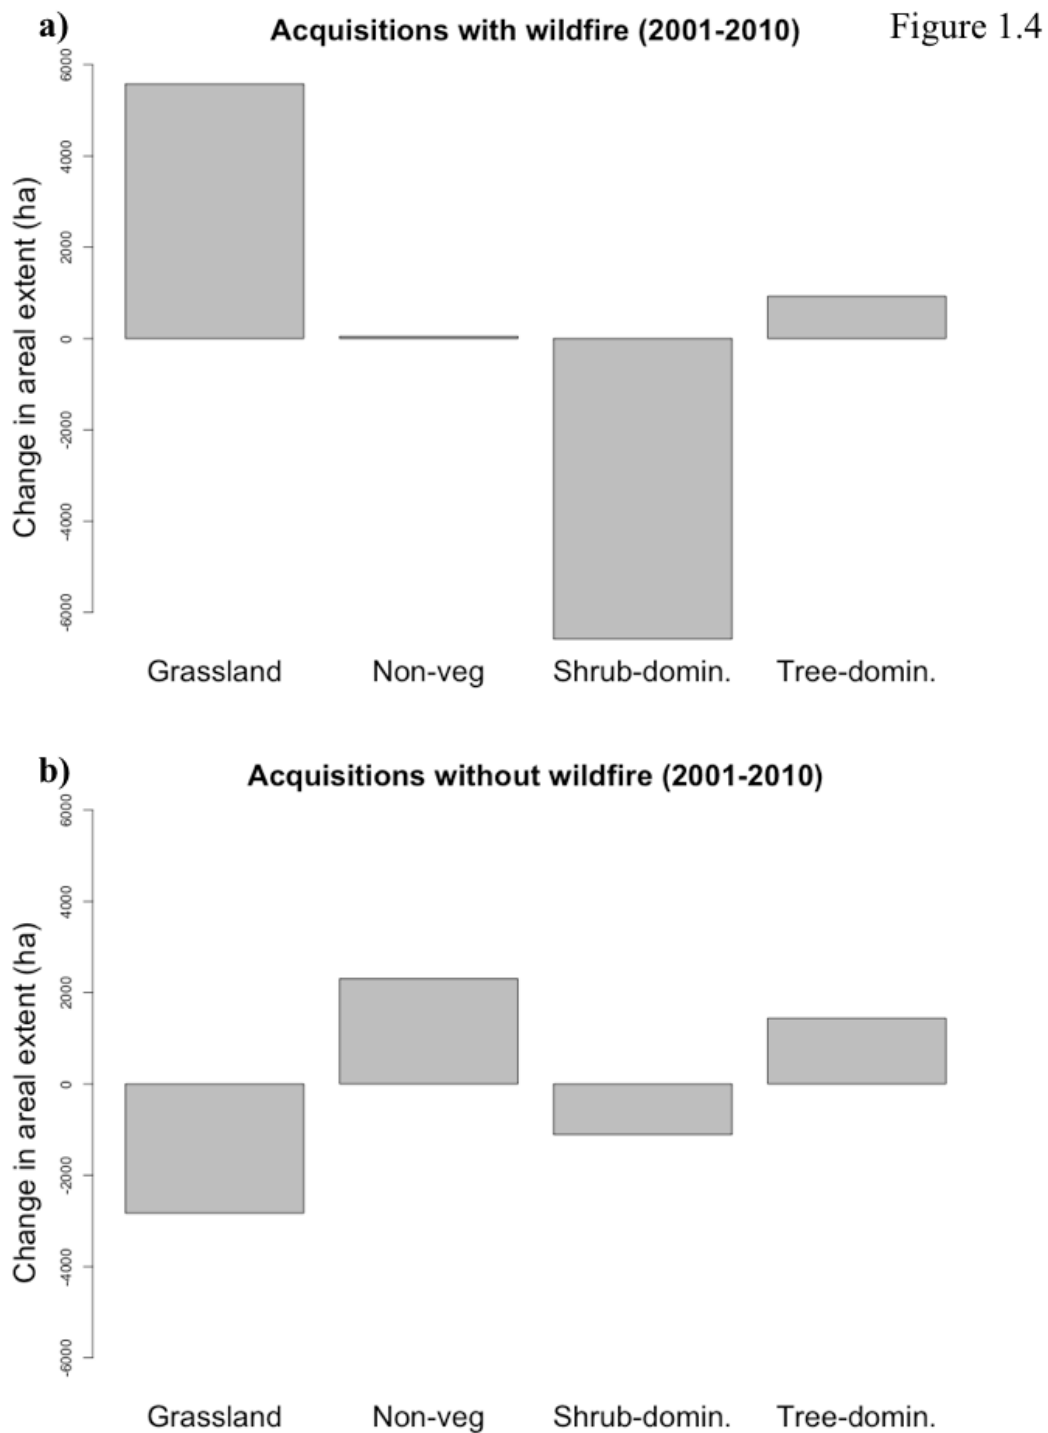 a)
Acquisitions with wildfire (2001-2010)
Figure 1.4
Change in areal extent (ha)
6000
4000
2000
0
-2000
-4000
-6000
Grassland
Non-veg
Shrub-domin.
Tree-domin.
b)
Acquisitions without wildfire (2001-2010)
Change in areal extent (ha)
6000
4000
2000
0
-2000
-4000
-6000
Grassland
Non-veg
Shrub-domin.
Tree-domin.